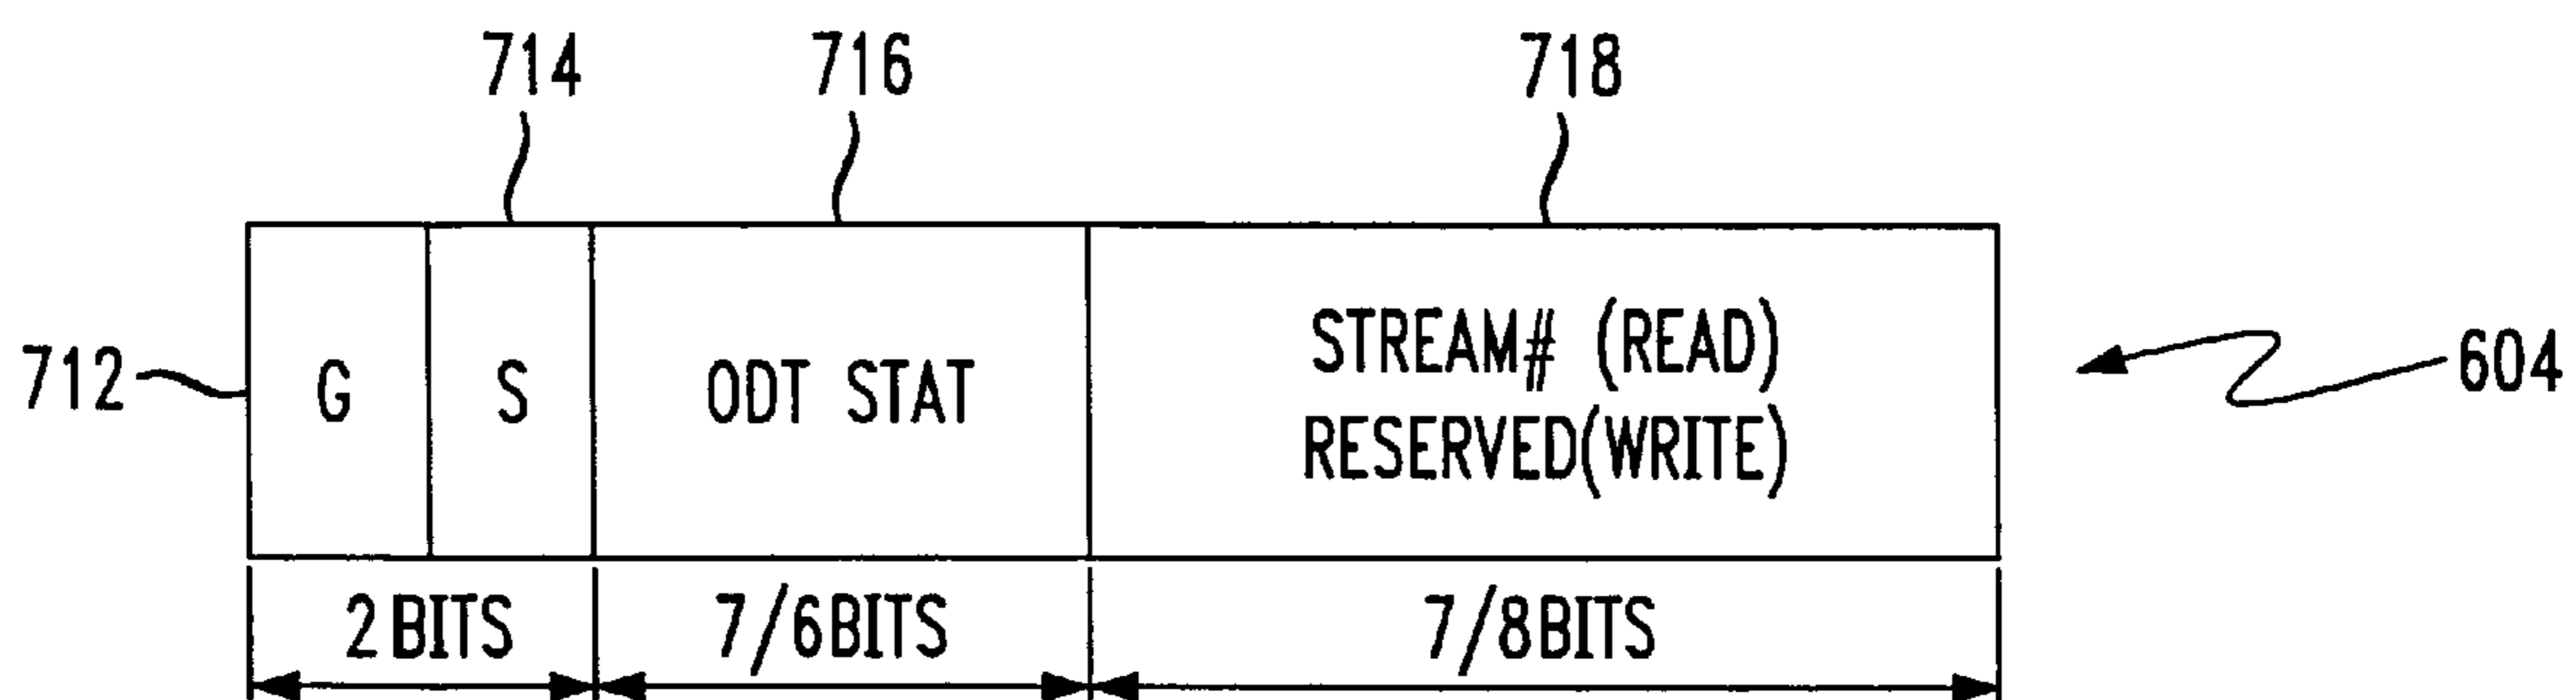 714 716 718
712 G S ODT STAT STREAM# (READ) 604
RESERVED(WRITE)
2 BITS 7/6BITS 7/8BITS